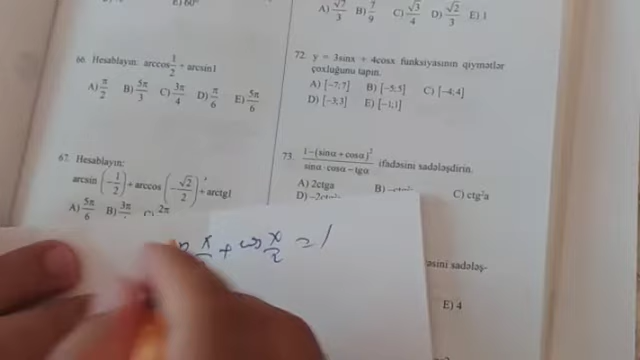 E) 60°
66. Hesablayın: arccos 1/2 + arcsin1
A) π/2 B) 5π/3 C) 3π/4 D) π/6 E) 5π/6
67. Hesablayın:
arcsin(-1/2) + arccos(-√2/2) + arctg1
A) 5π/6 B) 3π/ C) 2π
A) √7/3 B) 7/9 C) √3/4 D) √2/3 E) 1
72. y = 3sinx + 4cosx funksiyasının qiymətlər
çoxluğunu tapın.
A) [-7;7] B) [-5;5] C) [-4;4]
D) [-3;3] E) [-1;1]
73. 1-(sinα+cosα)²/sinα·cosα-tgα ifadəsini sadələşdirin.
A) 2ctgα B) C) ctg²α
D)
əsini sadələş-
E) 4
x/ + cos x/2 = 1